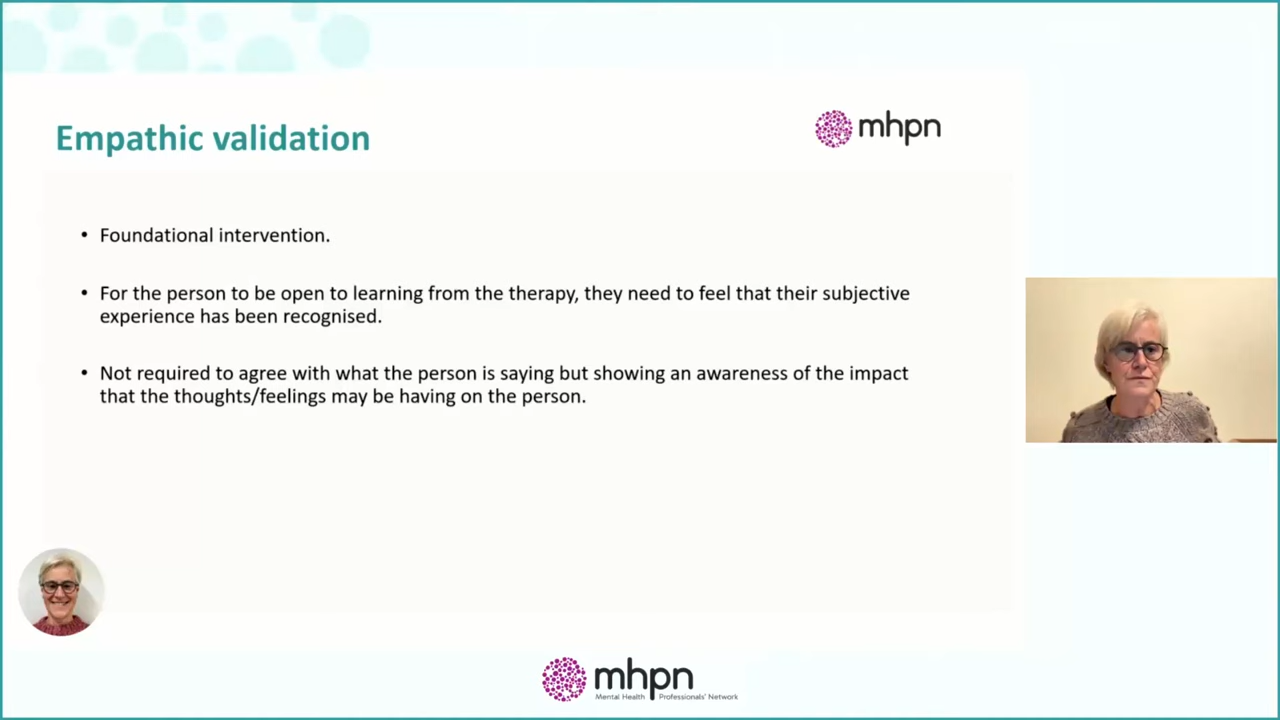 Empathic validation
mhpn
• Foundational intervention.
• For the person to be open to learning from the therapy, they need to feel that their subjective
experience has been recognised.
• Not required to agree with what the person is saying but showing an awareness of the impact
that the thoughts/feelings may be having on the person.
mhpn
Mental Health Professionals' Network